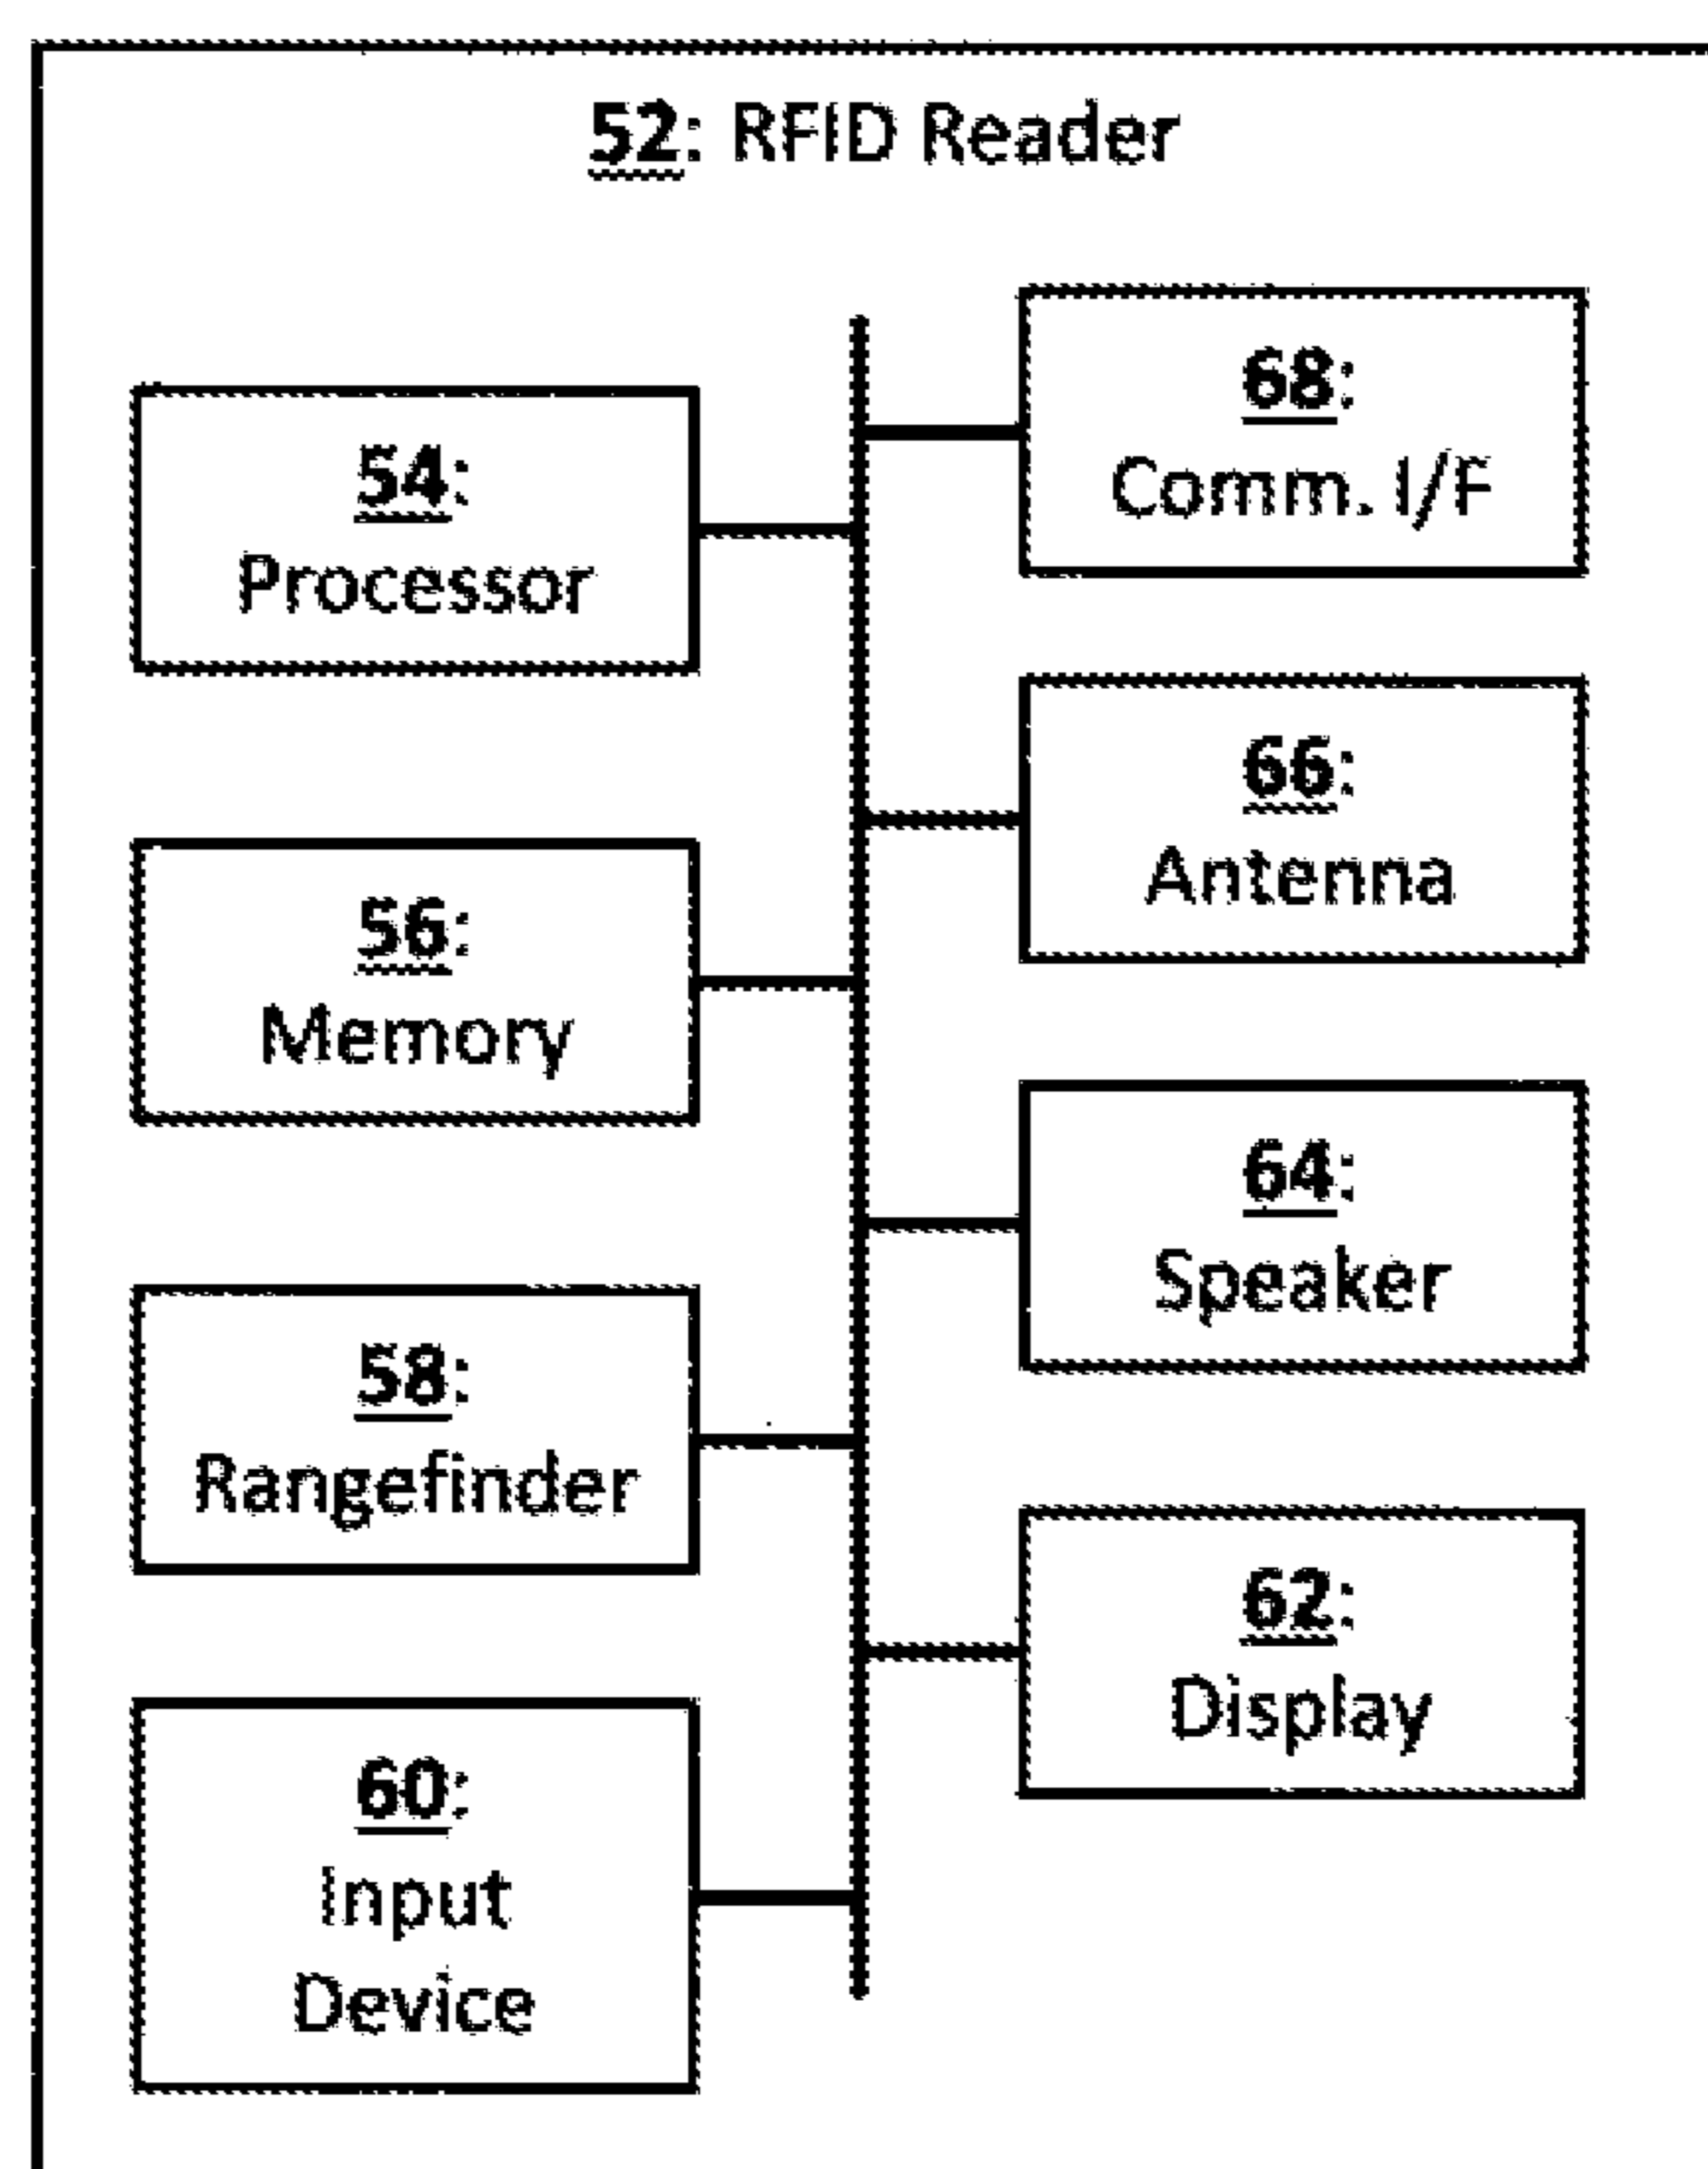 52: RFID Reader
54:
Processor
56:
Memory
58:
Rangefinder
60:
Input
Device
68:
Comm. I/F
66:
Antenna
64:
Speaker
62:
Display